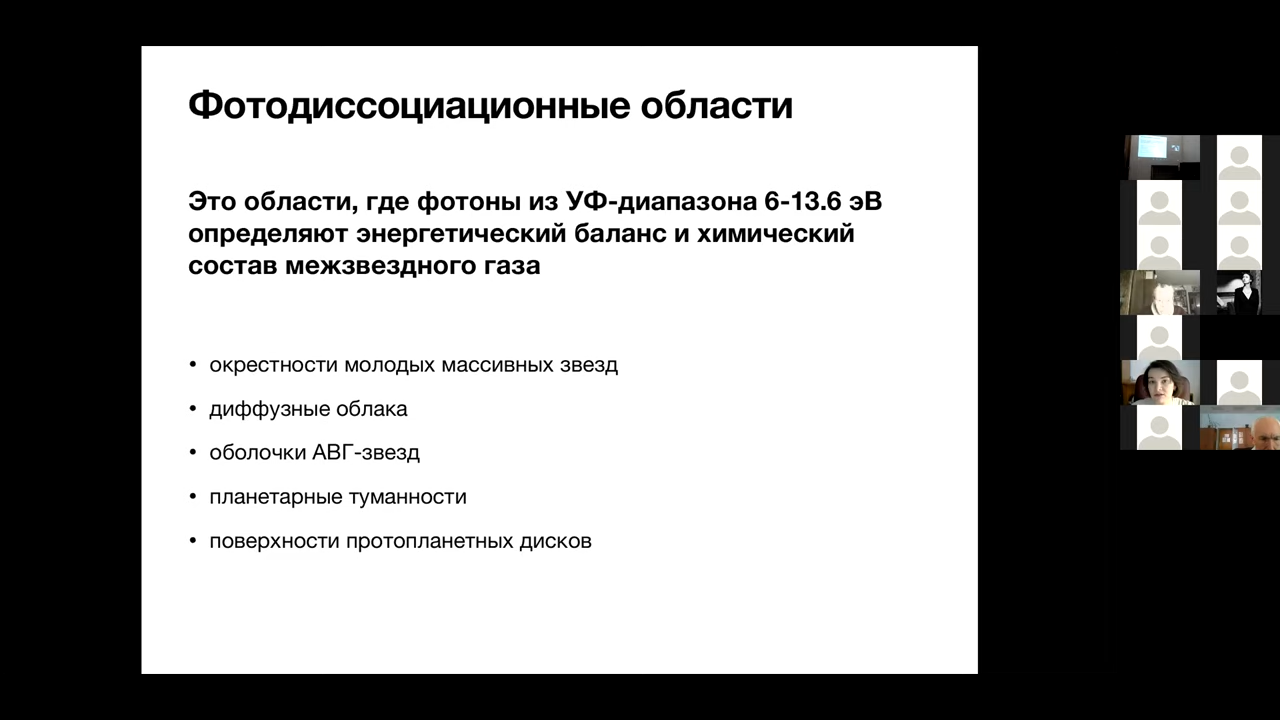 Фотодиссоциационные области
Это области, где фотоны из УФ-диапазона 6-13.6 эВ
определяют энергетический баланс и химический
состав межзвездного газа
• окрестности молодых массивных звезд
• диффузные облака
• оболочки АВГ-звезд
• планетарные туманности
• поверхности протопланетных дисков